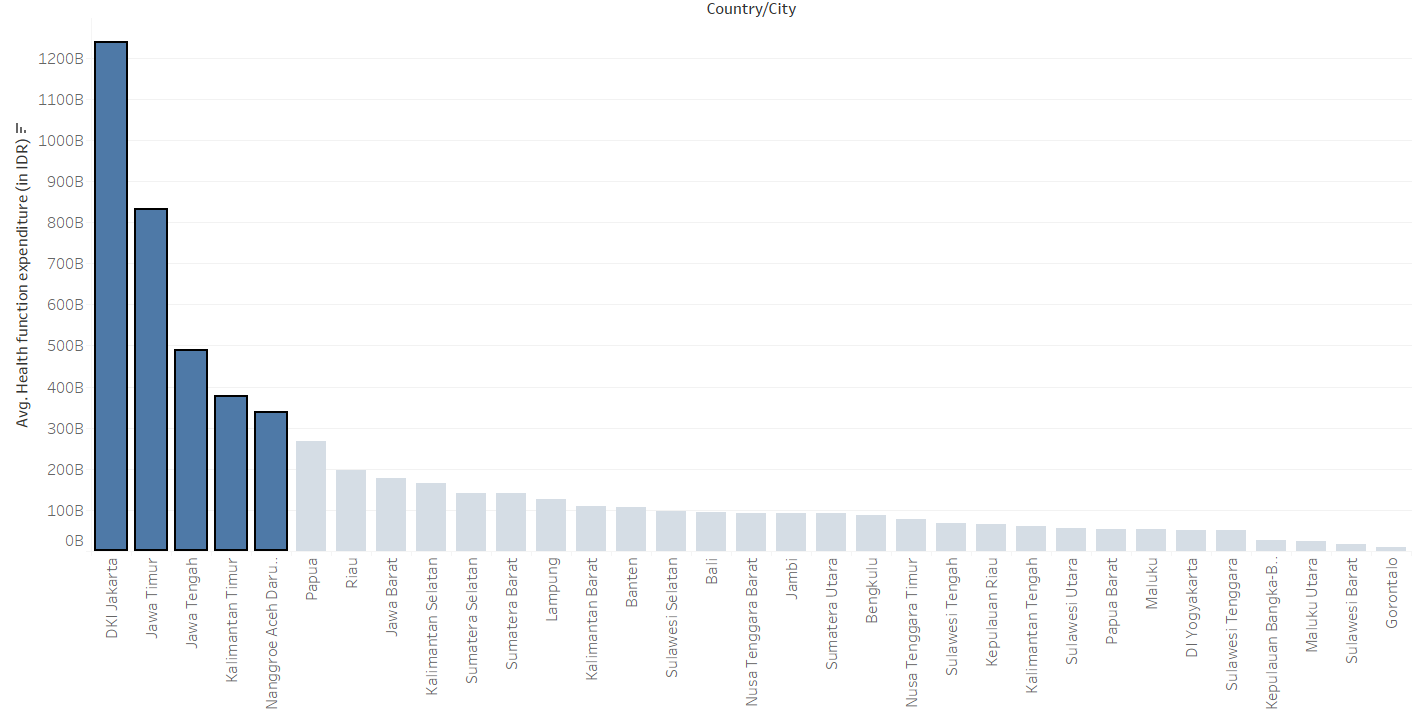 Country/City
Avg. Health function expenditure (in IDR)
1200B
1100B
1000B
900B
800B
700B
600B
500B
400B
300B
200B
100B
0B
DKI Jakarta
Jawa Timur
Jawa Tengah
Kalimantan Timur
Nanggroe Aceh Daru..
Papua
Riau
Jawa Barat
Kalimantan Selatan
Sumatera Selatan
Sumatera Barat
Lampung
Kalimantan Barat
Banten
Sulawesi Selatan
Bali
Nusa Tenggara Barat
Jambi
Sumatera Utara
Bengkulu
Nusa Tenggara Timur
Sulawesi Tengah
Kepulauan Riau
Kalimantan Tengah
Sulawesi Utara
Papua Barat
Maluku
DI Yogyakarta
Sulawesi Tenggara
Kepulauan Bangka-B..
Maluku Utara
Sulawesi Barat
Gorontalo